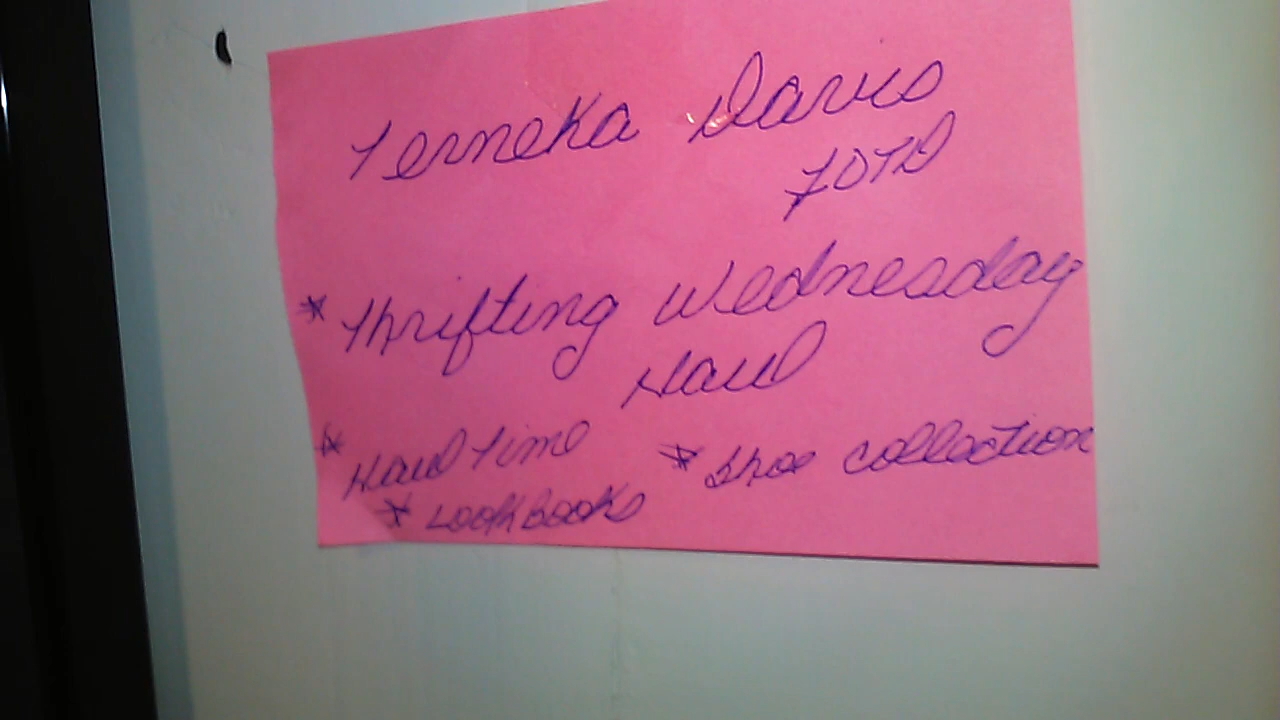 Terneka Davis
FOTD
* Thrifting Wednesday
Haul
* Haul Time * Shoe collection
* LookBooks